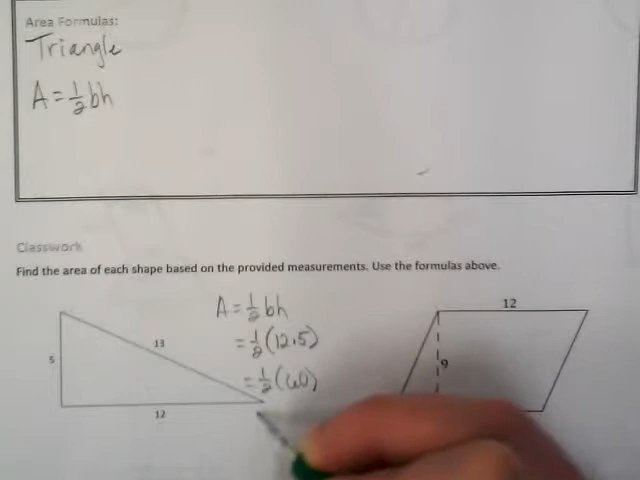 Area Formulas:
Triangle
A = ½bh
Classwork
Find the area of each shape based on the provided measurements. Use the formulas above.
A = ½bh
= ½(12·5)
= ½(60)
5
13
12
12
9